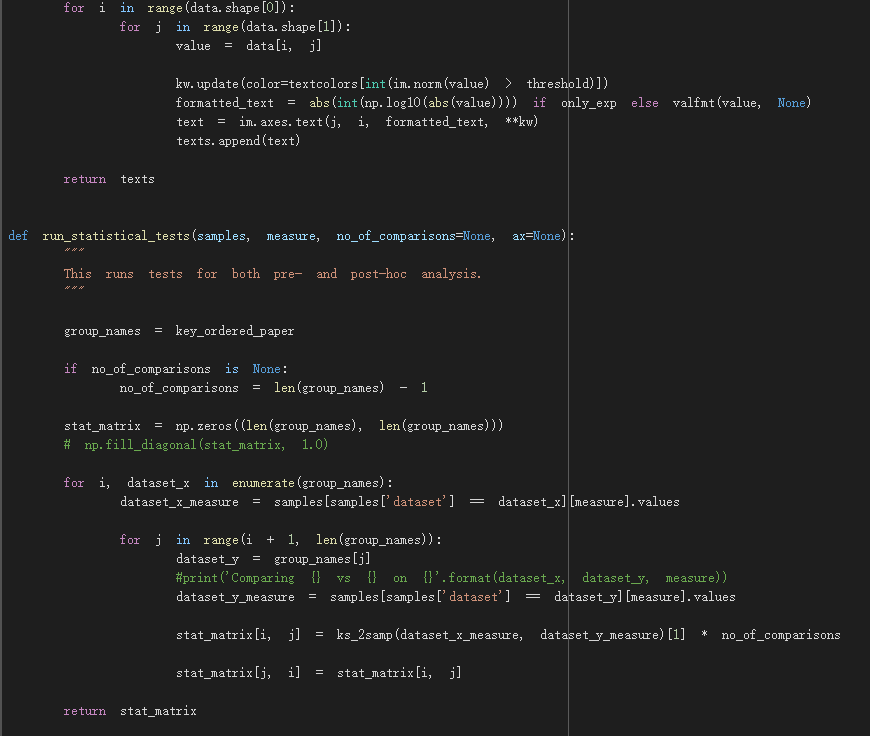 for i in range(data.shape[0]):
for j in range(data.shape[1]):
value = data[i, j]
kw.update(color=textcolors[int(im.norm(value) > threshold)])
formatted_text = abs(int(np.log10(abs(value)))) if only_exp else valfmt(value, None)
text = im.axes.text(j, i, formatted_text, **kw)
texts.append(text)
return texts
def run_statistical_tests(samples, measure, no_of_comparisons=None, ax=None):
"""
This runs tests for both pre- and post-hoc analysis.
"""
group_names = key_ordered_paper
if no_of_comparisons is None:
no_of_comparisons = len(group_names) - 1
stat_matrix = np.zeros((len(group_names), len(group_names)))
# np.fill_diagonal(stat_matrix, 1.0)
for i, dataset_x in enumerate(group_names):
dataset_x_measure = samples[samples['dataset'] == dataset_x][measure].values
for j in range(i + 1, len(group_names)):
dataset_y = group_names[j]
#print('Comparing {} vs {} on {}'.format(dataset_x, dataset_y, measure))
dataset_y_measure = samples[samples['dataset'] == dataset_y][measure].values
stat_matrix[i, j] = ks_2samp(dataset_x_measure, dataset_y_measure)[1] * no_of_comparisons
stat_matrix[j, i] = stat_matrix[i, j]
return stat_matrix